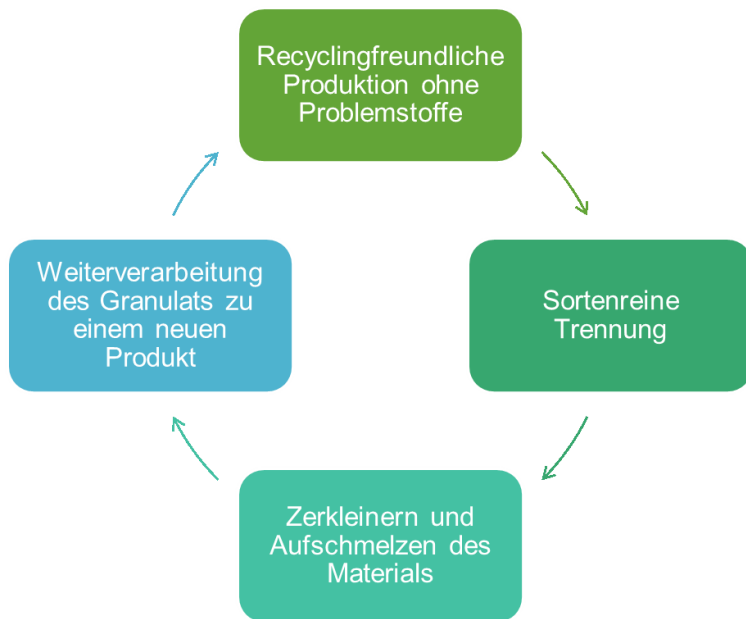 Recyclingfreundliche
Produktion ohne
Problemstoffe
Sortenreine
Trennung
Zerkleinern und
Aufschmelzen des
Materials
Weiterverarbeitung
des Granulats zu
einem neuen
Produkt